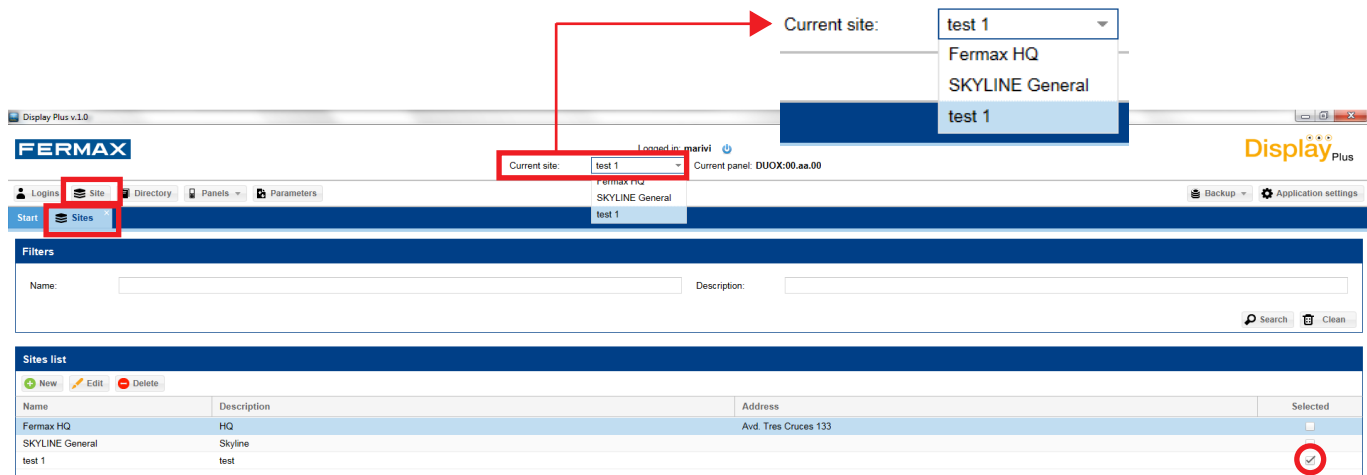 Current site: test 1
Fermax HQ
SKYLINE General
test 1
Display Plus v.1.0
FERMAX
Logged in: marivi
Display Plus
Current site: test 1 Current panel: DUOX:00.aa.00
Fermax HQ
SKYLINE General
test 1
Logins Site Directory Panels Parameters Backup Application settings
Start Sites
Filters
Name: Description:
Search Clean
Sites list
New Edit Delete
Name Description Address Selected
Fermax HQ HQ Avd. Tres Cruces 133
SKYLINE General Skyline
test 1 test